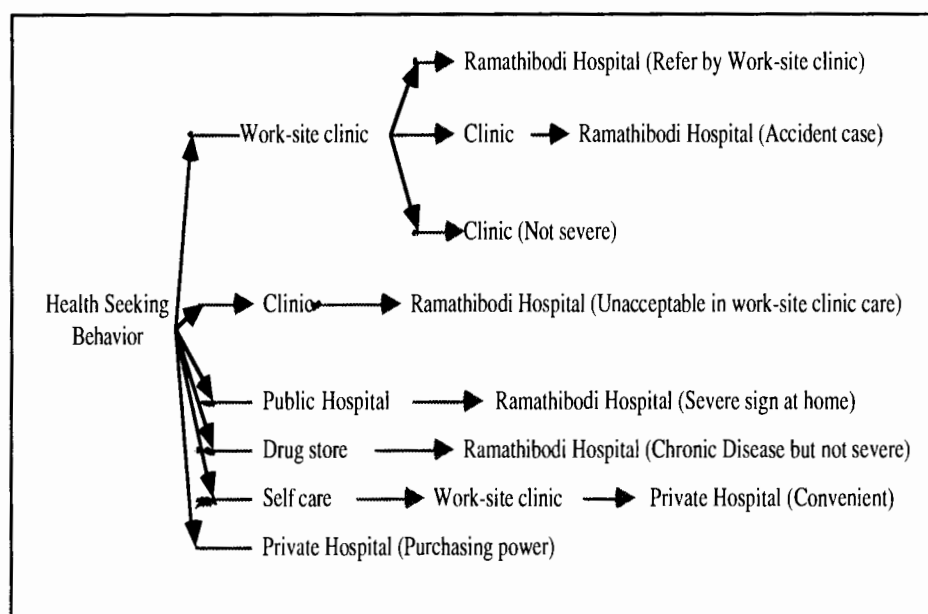 Ramathibodi Hospital (Refer by Work-site clinic)
Work-site clinic
Clinic
Ramathibodi Hospital (Accident case)
Clinic (Not severe)
Health Seeking
Behavior
Clinic
Ramathibodi Hospital (Unacceptable in work-site clinic care)
Public Hospital
Ramathibodi Hospital (Severe sign at home)
Drug store
Ramathibodi Hospital (Chronic Disease but not severe)
Self care
Work-site clinic
Private Hospital (Convenient)
Private Hospital (Purchasing power)